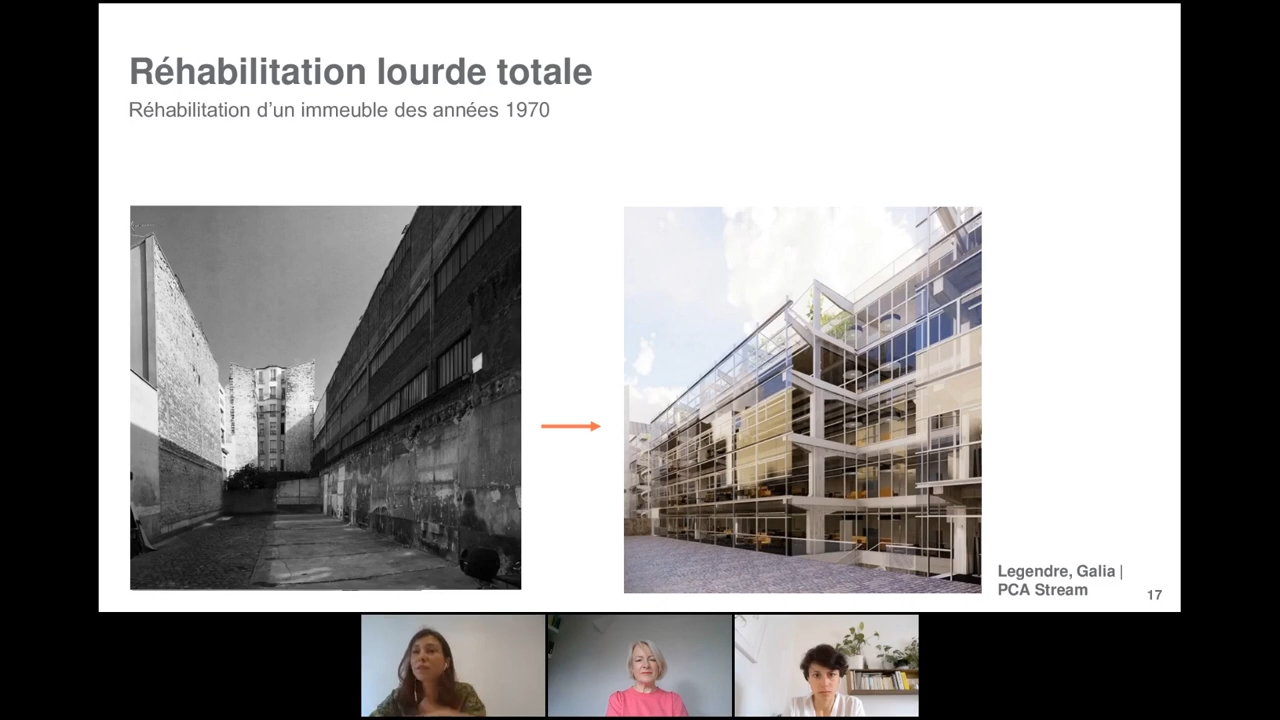 Réhabilitation lourde totale
Réhabilitation d’un immeuble des années 1970
Legendre, Galia |
PCA Stream
17